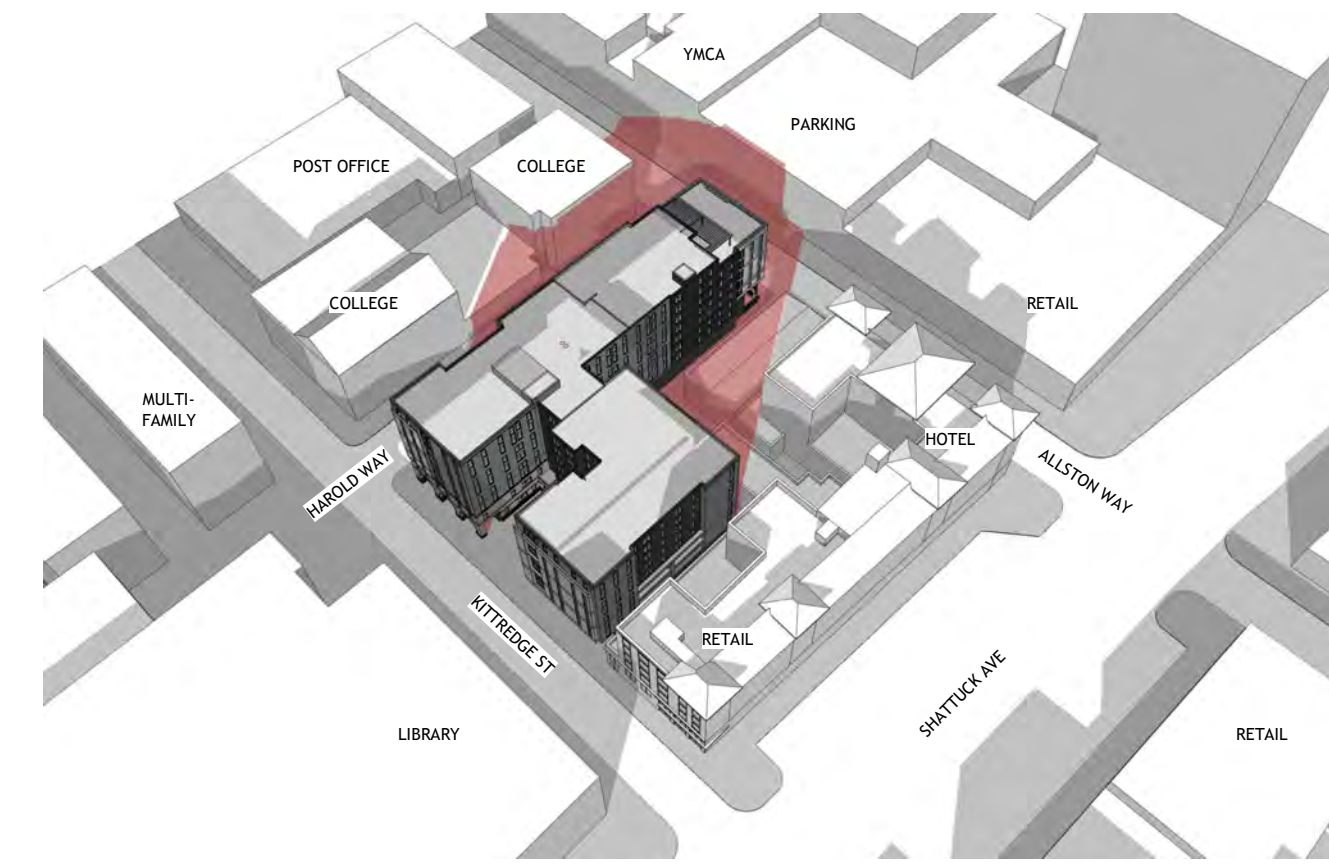 YMCA
PARKING
POST OFFICE
COLLEGE
COLLEGE
RETAIL
MULTI-
FAMILY
HAROLD WAY
HOTEL
ALLSTON WAY
KITTREDGE ST
RETAIL
SHATTUCK AVE
LIBRARY
RETAIL